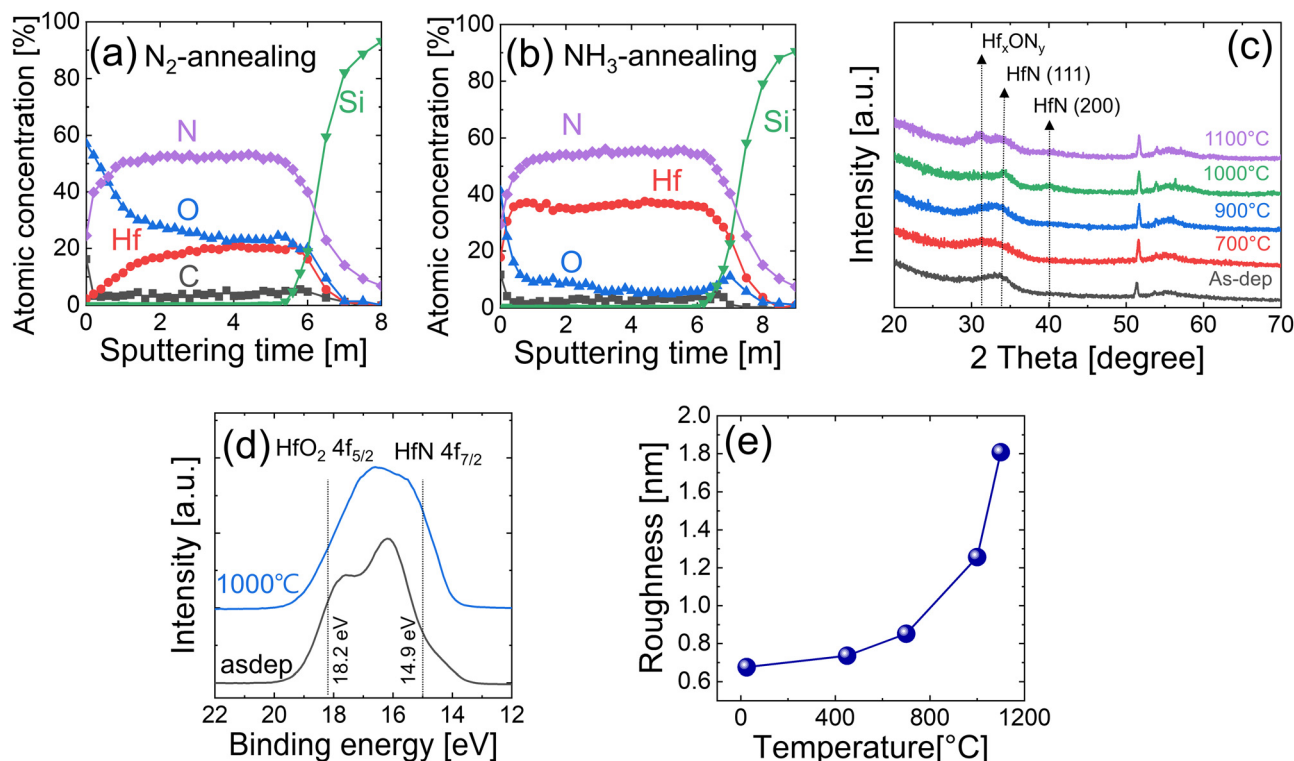 (a) N₂-annealing
Atomic concentration [%]
100
80
60
40
20
0
N
O
Hf
C
Si
0 2 4 6 8
Sputtering time [m]
(b) NH₃-annealing
Atomic concentration [%]
100
80
60
40
20
0
N
Hf
O
C
Si
0 2 4 6 8
Sputtering time [m]
(c)
Intensity [a.u.]
HfₓONᵧ
HfN (111)
HfN (200)
1100°C
1000°C
900°C
700°C
As-dep
20 30 40 50 60 70
2 Theta [degree]
(d)
HfO₂ 4f5/2 HfN 4f7/2
Intensity [a.u.]
1000℃
asdep
18.2 eV
14.9 eV
22 20 18 16 14 12
Binding energy [eV]
(e)
Roughness [nm]
2.0
1.8
1.6
1.4
1.2
1.0
0.8
0.6
0 400 800 1200
Temperature[°C]